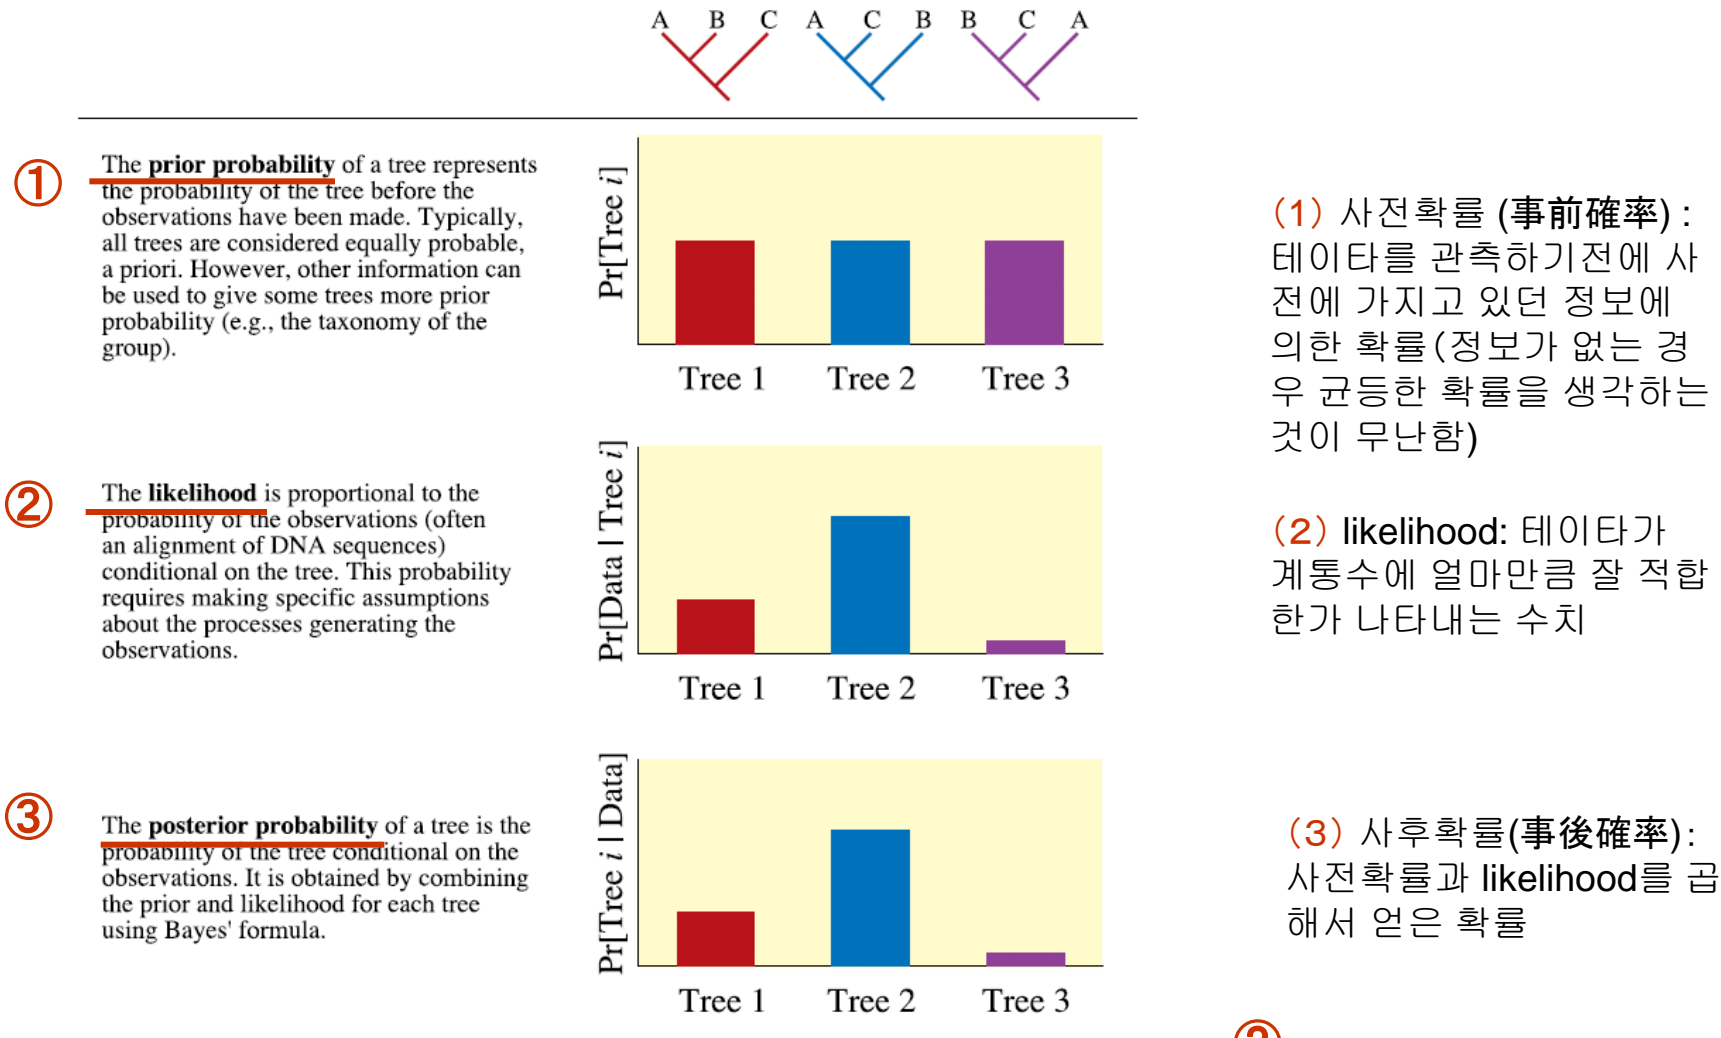 A B C A C B B C A
①
The prior probability of a tree represents
the probability of the tree before the
observations have been made. Typically,
all trees are considered equally probable,
a priori. However, other information can
be used to give some trees more prior
probability (e.g., the taxonomy of the
group).
Pr[Tree i]
Tree 1 Tree 2 Tree 3
(1) 사전확률 (事前確率) :
테이타를 관측하기전에 사
전에 가지고 있던 정보에
의한 확률(정보가 없는 경
우 균등한 확률을 생각하는
것이 무난함)
②
The likelihood is proportional to the
probability of the observations (often
an alignment of DNA sequences)
conditional on the tree. This probability
requires making specific assumptions
about the processes generating the
observations.
Pr[Data | Tree i]
Tree 1 Tree 2 Tree 3
(2) likelihood: 테이타가
계통수에 얼마만큼 잘 적합
한가 나타내는 수치
③
The posterior probability of a tree is the
probability of the tree conditional on the
observations. It is obtained by combining
the prior and likelihood for each tree
using Bayes' formula.
Pr[Tree i | Data]
Tree 1 Tree 2 Tree 3
(3) 사후확률(事後確率):
사전확률과 likelihood를 곱
해서 얻은 확률